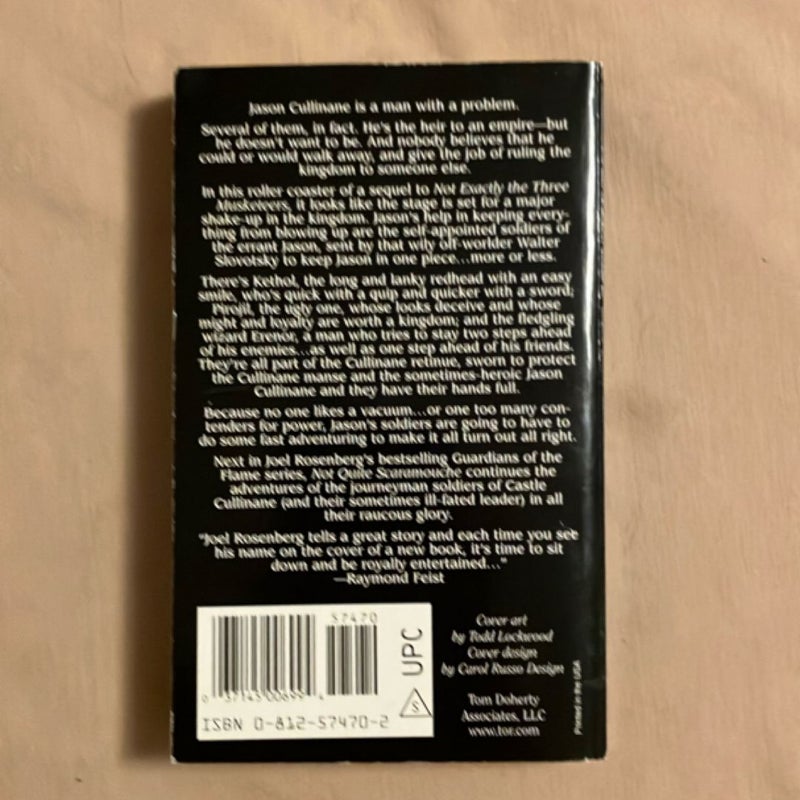 Jason Cullinane is a man with a problem.
Several of them, in fact. He's the heir to an empire—but
he doesn't want to be. And nobody believes that he
could or would walk away, and give the job of ruling the
kingdom to someone else.
In this roller coaster of a sequel to Not Exactly the Three
Musketeers, it looks like the stage is set for a major
shake-up in the kingdom. Jason's help in keeping every-
thing from blowing up are the self-appointed soldiers of
the errant Jason, sent by that wily off-worlder Walter
Slovotsky to keep Jason in one piece...more or less.
There's Kethol, the long and lanky redhead with an easy
smile, who's quick with a quip and quicker with a sword;
Pirojil, the ugly one, whose looks deceive and whose
might and loyalty are worth a kingdom; and the fledgling
wizard Erenor, a man who tries to stay two steps ahead
of his enemies...as well as one step ahead of his friends.
They're all part of the Cullinane retinue, sworn to protect
the Cullinane manse and the sometimes-heroic Jason
Cullinane and they have their hands full.
Because no one likes a vacuum...or one too many con-
tenders for power, Jason's soldiers are going to have to
do some fast adventuring to make it all turn out all right.
Next in Joel Rosenberg's bestselling Guardians of the
Flame series, Not Quite Scaramouche continues the
adventures of the journeyman soldiers of Castle
Cullinane (and their sometimes ill-fated leader) in all
their raucous glory.
"Joel Rosenberg tells a great story and each time you see
his name on the cover of a new book, it's time to sit
down and be royally entertained..."
—Raymond Feist
57470
UPC
S
0 37145 00699 4
ISBN 0-812-57470-2
Cover art
by Todd Lockwood
Cover design
by Carol Russo Design
Tom Doherty
Associates, LLC
www.tor.com
Printed in the USA